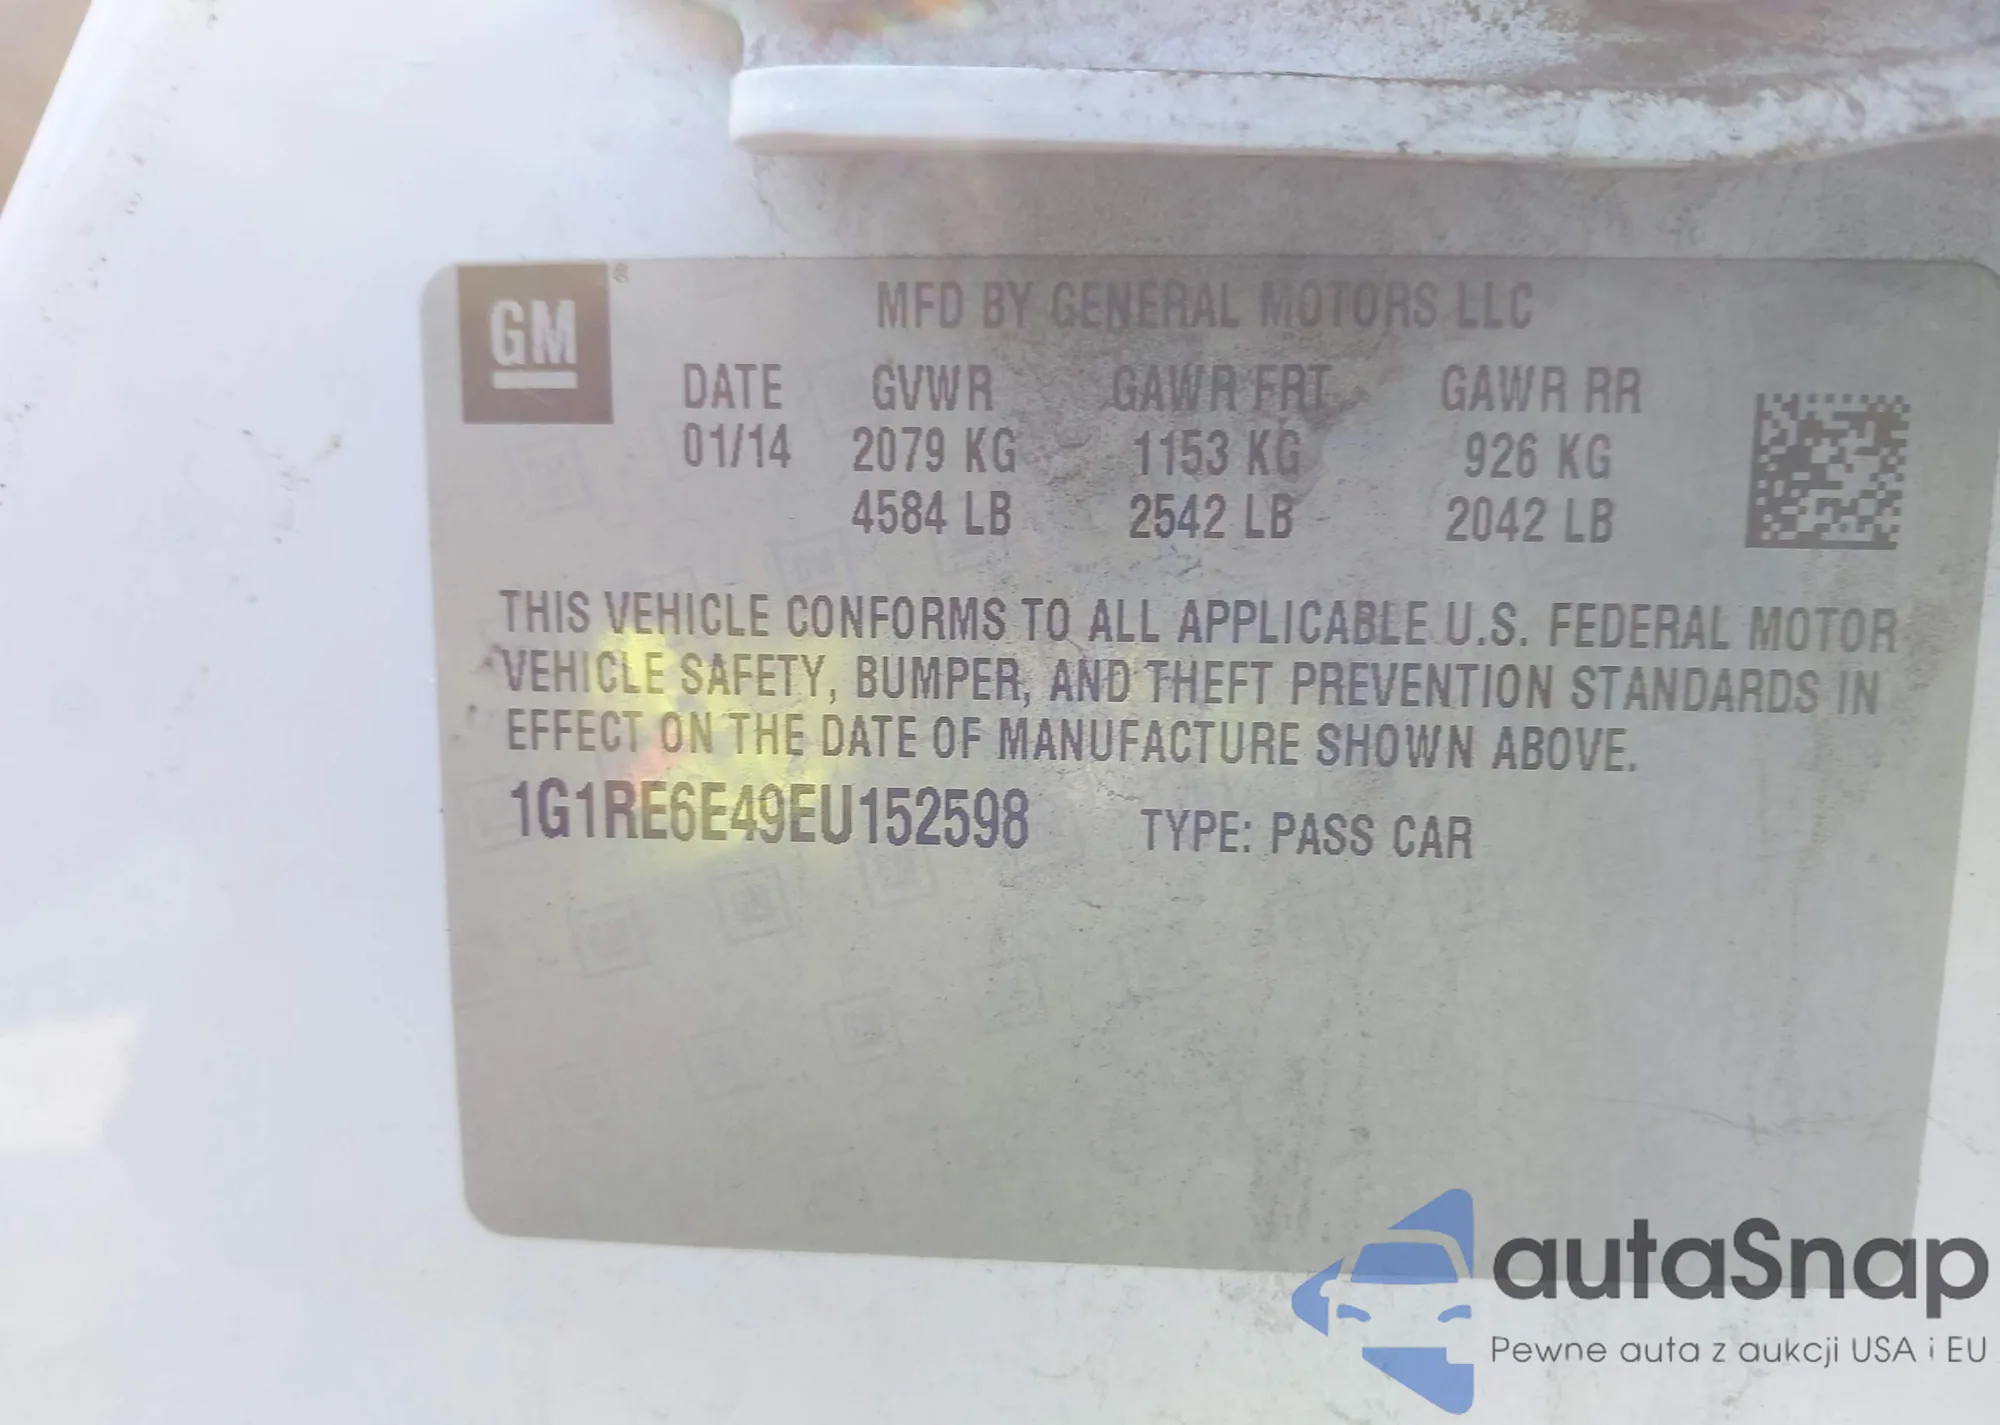 GM
MFD BY GENERAL MOTORS LLC
DATE GVWR GAWR FRT GAWR RR
01/14 2079 KG 1153 KG 926 KG
4584 LB 2542 LB 2042 LB
THIS VEHICLE CONFORMS TO ALL APPLICABLE U.S. FEDERAL MOTOR
VEHICLE SAFETY, BUMPER, AND THEFT PREVENTION STANDARDS IN
EFFECT ON THE DATE OF MANUFACTURE SHOWN ABOVE.
1G1RE6E49EU152598 TYPE: PASS CAR
autaSnap
Pewne auta z aukcji USA i EU